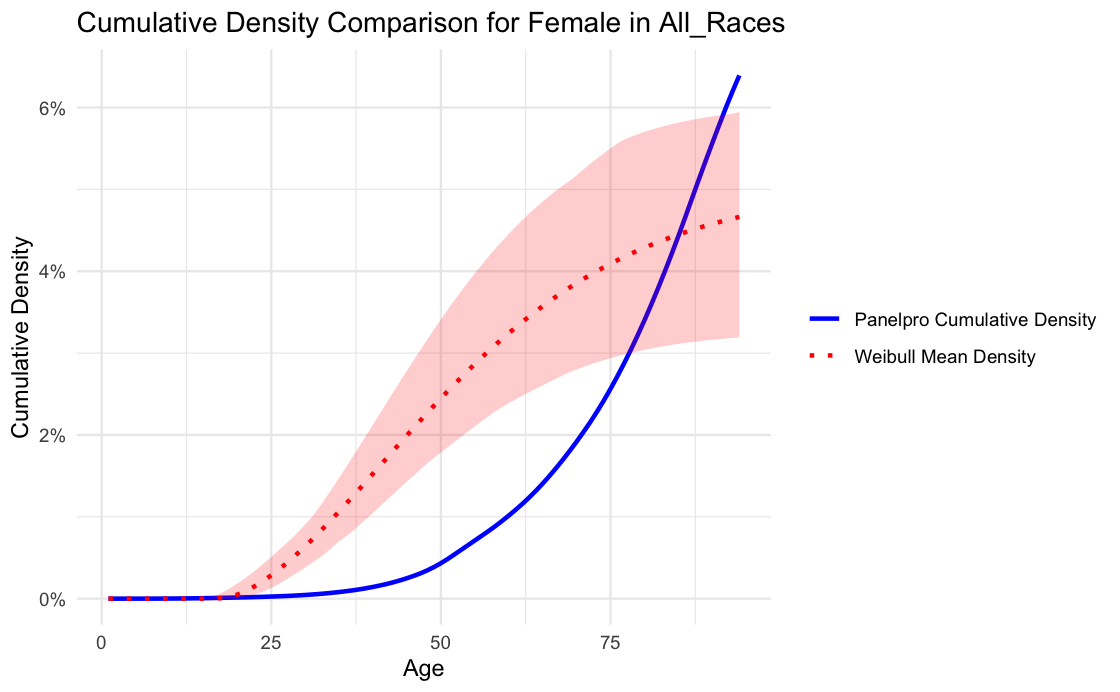 Cumulative Density Comparison for Female in All_Races
Cumulative Density
6%
4%
2%
0%
0
25
50
75
Age
Panelpro Cumulative Density
Weibull Mean Density